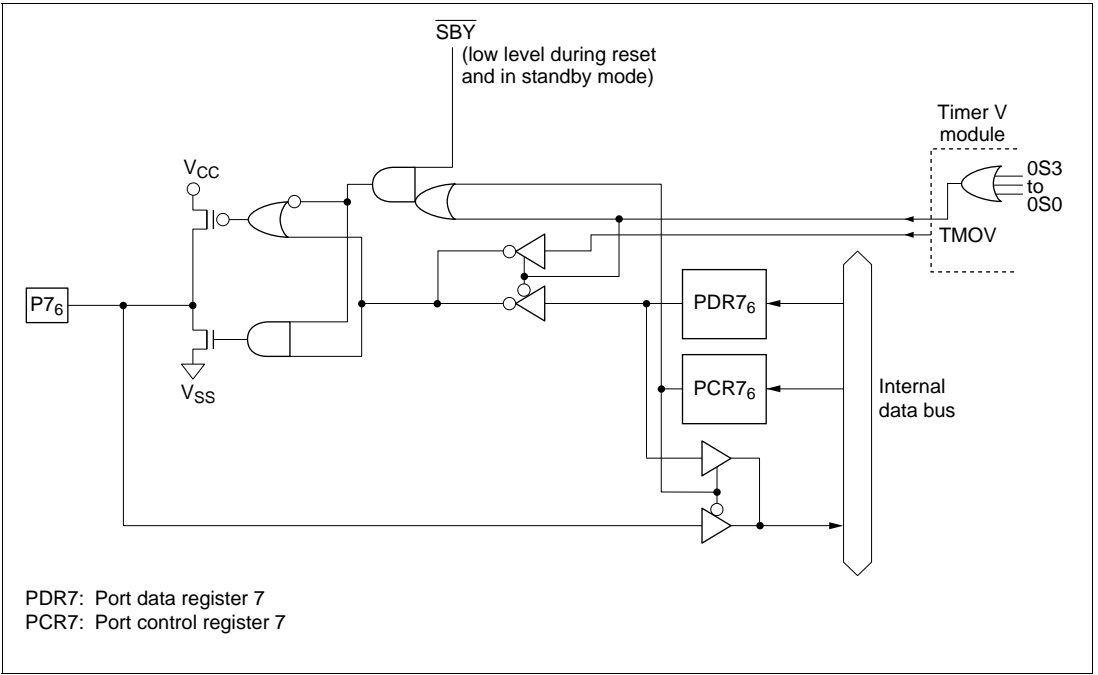 SBY
(low level during reset
and in standby mode)
Timer V
module
0S3
to
0S0
TMOV
VCC
P76
VSS
PDR76
PCR76
Internal
data bus
PDR7: Port data register 7
PCR7: Port control register 7